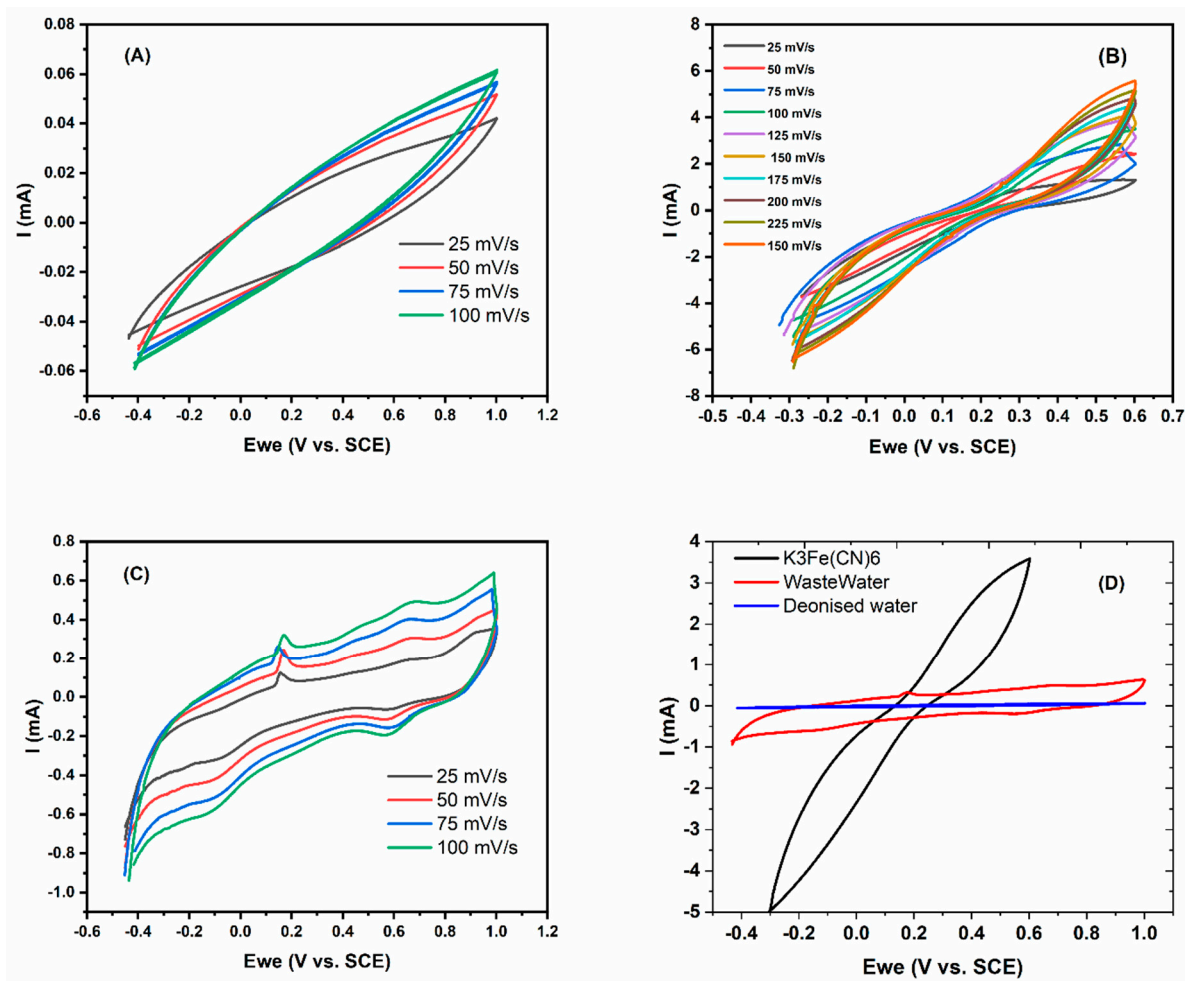 (A)
0.08
0.06
0.04
0.02
0.00
-0.02
-0.04
-0.06
I (mA)
25 mV/s
50 mV/s
75 mV/s
100 mV/s
-0.6 -0.4 -0.2 0.0 0.2 0.4 0.6 0.8 1.0 1.2
Ewe (V vs. SCE)
(B)
8
6
4
2
0
-2
-4
-6
-8
I (mA)
25 mV/s
50 mV/s
75 mV/s
100 mV/s
125 mV/s
150 mV/s
175 mV/s
200 mV/s
225 mV/s
150 mV/s
-0.5 -0.4 -0.3 -0.2 -0.1 0.0 0.1 0.2 0.3 0.4 0.5 0.6 0.7
Ewe (V vs. SCE)
(C)
0.8
0.6
0.4
0.2
0.0
-0.2
-0.4
-0.6
-0.8
-1.0
I (mA)
25 mV/s
50 mV/s
75 mV/s
100 mV/s
-0.6 -0.4 -0.2 0.0 0.2 0.4 0.6 0.8 1.0 1.2
Ewe (V vs. SCE)
(D)
4
3
2
1
0
-1
-2
-3
-4
-5
I (mA)
K3Fe(CN)6
WasteWater
Deonised water
-0.4 -0.2 0.0 0.2 0.4 0.6 0.8 1.0
Ewe (V vs. SCE)